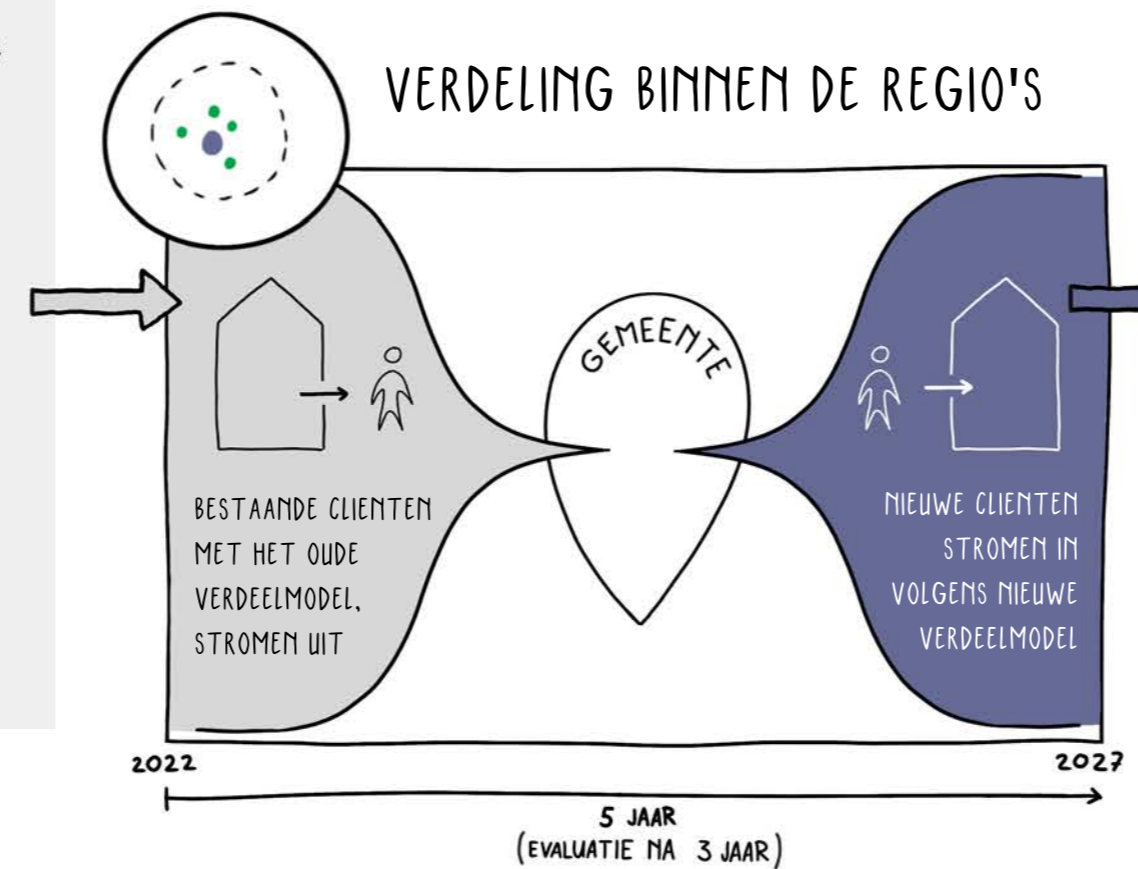 VERDELING BINNEN DE REGIO'S
GEMEENTE
BESTAANDE CLIENTEN
MET HET OUDE
VERDEELMODEL,
STROMEN UIT
NIEUWE CLIENTEN
STROMEN IN
VOLGENS NIEUWE
VERDEELMODEL
2022
2027
5 JAAR
(EVALUATIE NA 3 JAAR)